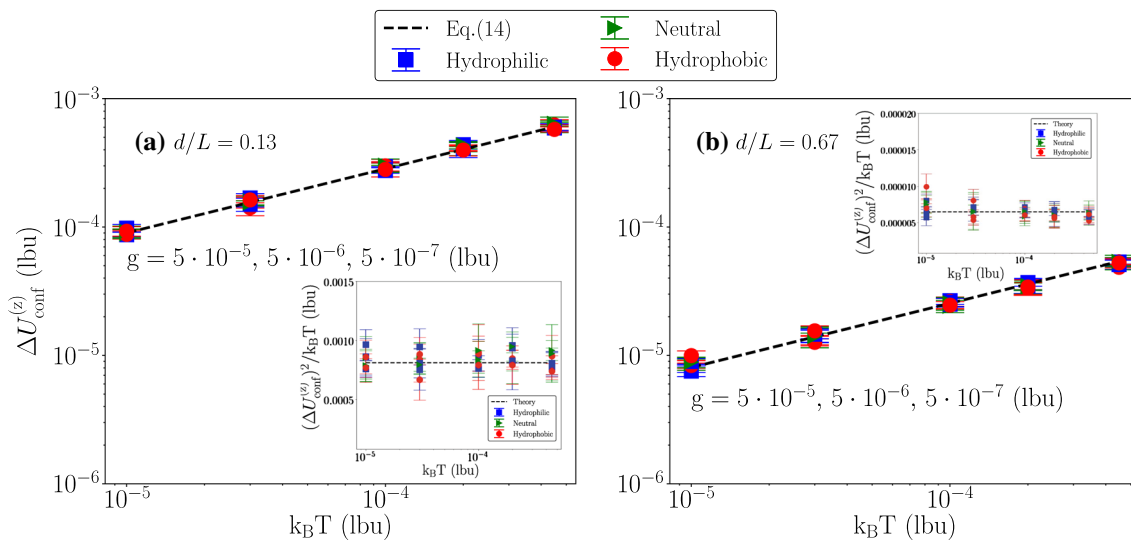 Eq.(14)
Hydrophilic
Neutral
Hydrophobic
(a) d/L = 0.13
ΔU_conf^(z) (lbu)
10^-3
10^-4
10^-5
10^-6
g = 5·10^-5, 5·10^-6, 5·10^-7 (lbu)
10^-5
10^-4
k_BT (lbu)
(ΔU_conf^(z))^2/k_BT (lbu)
0.0015
0.0010
0.0005
Theory
Hydrophilic
Neutral
Hydrophobic
10^-5
10^-4
k_BT (lbu)
(b) d/L = 0.67
10^-3
10^-4
10^-5
10^-6
g = 5·10^-5, 5·10^-6, 5·10^-7 (lbu)
10^-5
10^-4
k_BT (lbu)
(ΔU_conf^(z))^2/k_BT (lbu)
0.000020
0.000015
0.000010
0.000005
Theory
Hydrophilic
Neutral
Hydrophobic
10^-5
10^-4
k_BT (lbu)